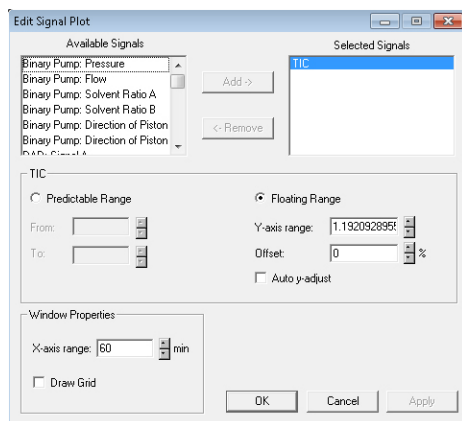 Edit Signal Plot
Available Signals
Selected Signals
Binary Pump: Pressure
Binary Pump: Flow
Binary Pump: Solvent Ratio A
Binary Pump: Solvent Ratio B
Binary Pump: Direction of Piston
Binary Pump: Direction of Piston
TIC
Add ->
<- Remove
TIC
Predictable Range
From:
To:
Floating Range
Y-axis range: 1.1920928955
Offset: 0 %
Auto y-adjust
Window Properties
X-axis range: 60 min
Draw Grid
OK Cancel Apply